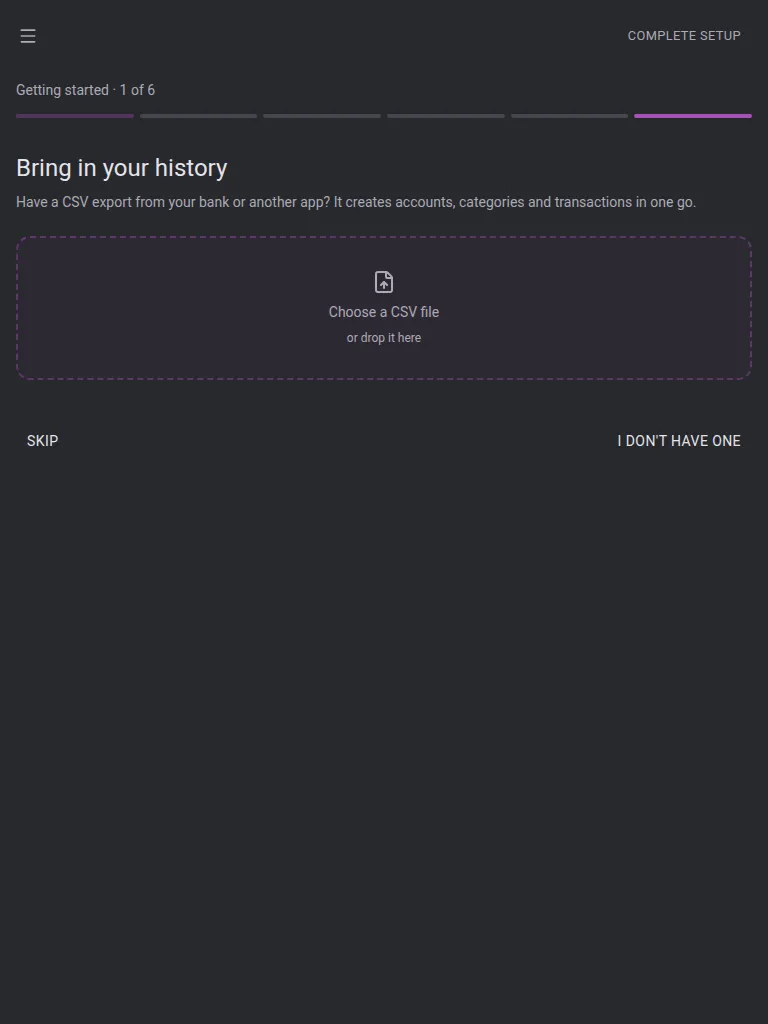 COMPLETE SETUP
Getting started · 1 of 6
Bring in your history
Have a CSV export from your bank or another app? It creates accounts, categories and transactions in one go.
Choose a CSV file
or drop it here
SKIP
I DON'T HAVE ONE